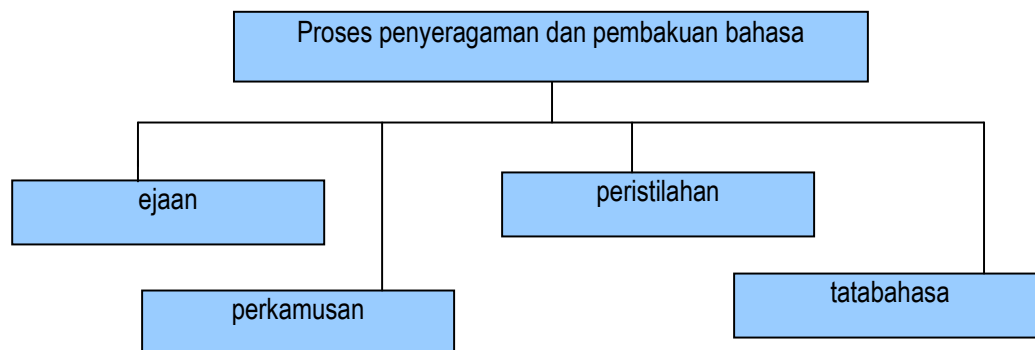 Proses penyeragaman dan pembakuan bahasa
ejaan
peristilahan
perkamusan
tatabahasa